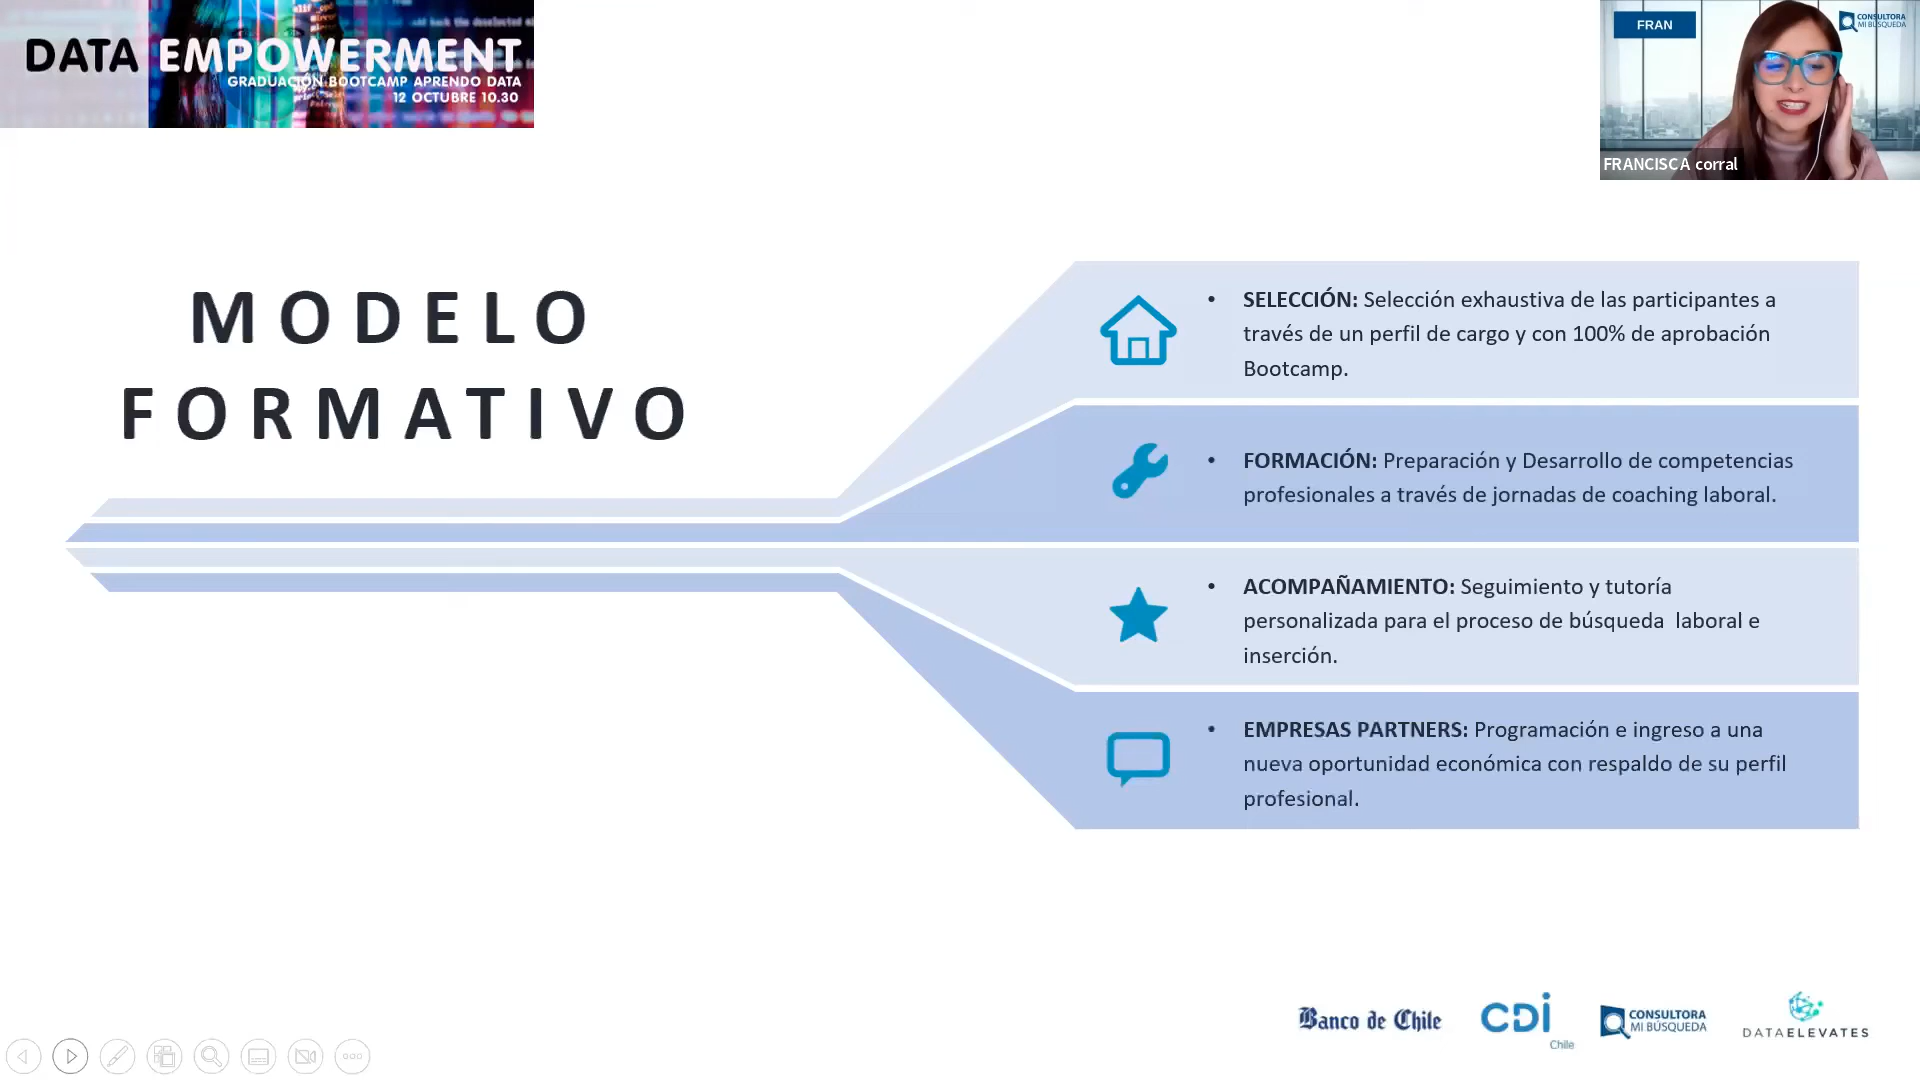 DATA EMPOWERMENT
GRADUACIÓN BOOTCAMP APRENDO DATA
12 OCTUBRE 10.30
FRAN
CONSULTORA
MI BÚSQUEDA
FRANCISCA corral
MODELO
FORMATIVO
• SELECCIÓN: Selección exhaustiva de las participantes a
través de un perfil de cargo y con 100% de aprobación
Bootcamp.
• FORMACIÓN: Preparación y Desarrollo de competencias
profesionales a través de jornadas de coaching laboral.
• ACOMPAÑAMIENTO: Seguimiento y tutoría
personalizada para el proceso de búsqueda laboral e
inserción.
• EMPRESAS PARTNERS: Programación e ingreso a una
nueva oportunidad económica con respaldo de su perfil
profesional.
Banco de Chile
CDI
Chile
CONSULTORA
MI BÚSQUEDA
DATAELEVATES